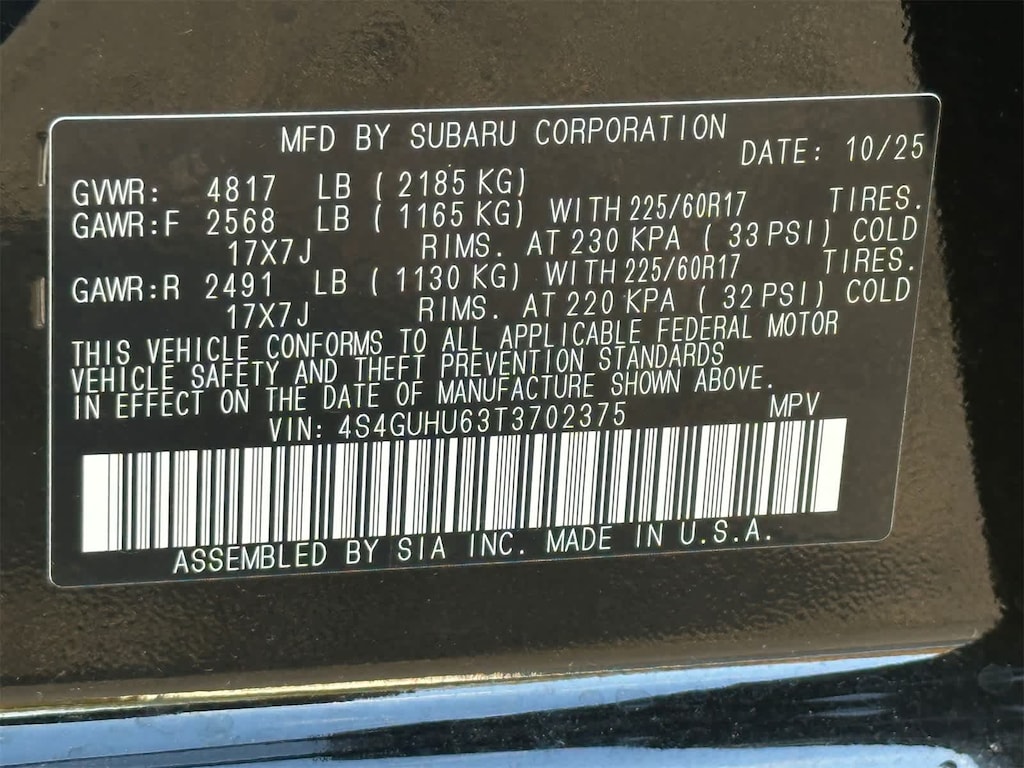 MFD BY SUBARU CORPORATION
DATE: 10/25
GVWR: 4817 LB ( 2185 KG)
GAWR:F 2568 LB ( 1165 KG) WITH 225/60R17 TIRES.
17X7J RIMS. AT 230 KPA ( 33 PSI) COLD
GAWR:R 2491 LB ( 1130 KG) WITH 225/60R17 TIRES.
17X7J RIMS. AT 220 KPA ( 32 PSI) COLD
THIS VEHICLE CONFORMS TO ALL APPLICABLE FEDERAL MOTOR
VEHICLE SAFETY AND THEFT PREVENTION STANDARDS
IN EFFECT ON THE DATE OF MANUFACTURE SHOWN ABOVE.
VIN: 4S4GUHU63T3702375 MPV
ASSEMBLED BY SIA INC. MADE IN U.S.A.